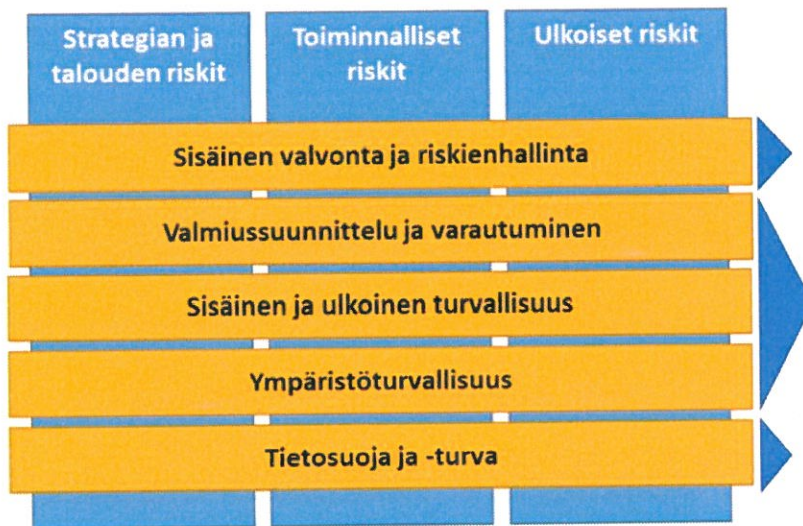 Strategian ja
talouden riskit
Toiminnalliset
riskit
Ulkoiset riskit
Sisäinen valvonta ja riskienhallinta
Valmiussuunnittelu ja varautuminen
Sisäinen ja ulkoinen turvallisuus
Ympäristöturvallisuus
Tietosuoja ja -turva